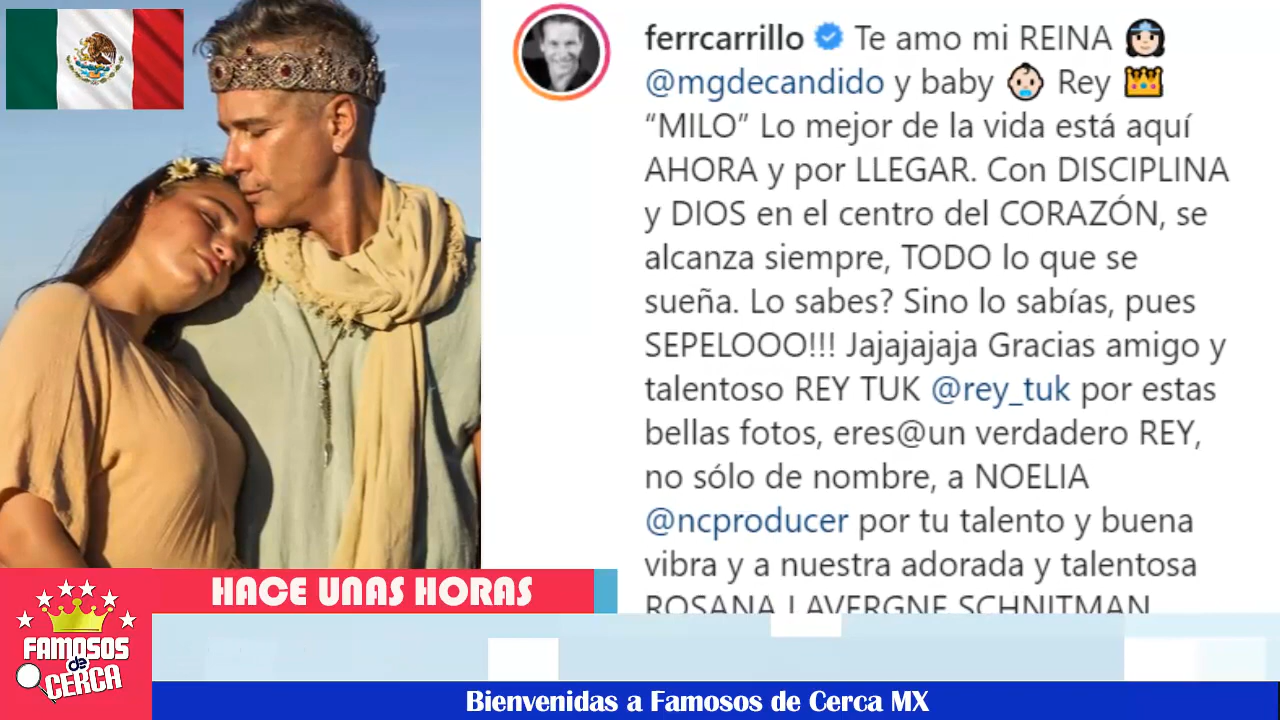 ferrcarrillo Te amo mi REINA
@mgdecandido y baby Rey
“MILO” Lo mejor de la vida está aquí
AHORA y por LLEGAR. Con DISCIPLINA
y DIOS en el centro del CORAZÓN, se
alcanza siempre, TODO lo que se
sueña. Lo sabes? Sino lo sabías, pues
SEPELOOO!!! Jajajajaja Gracias amigo y
talentoso REY TUK @rey_tuk por estas
bellas fotos, eres@un verdadero REY,
no sólo de nombre, a NOELIA
@ncproducer por tu talento y buena
vibra y a nuestra adorada y talentosa
ROSANA LAVERGNE SCHNITMAN
HACE UNAS HORAS
FAMOSOS
de
CERCA
Bienvenidas a Famosos de Cerca MX